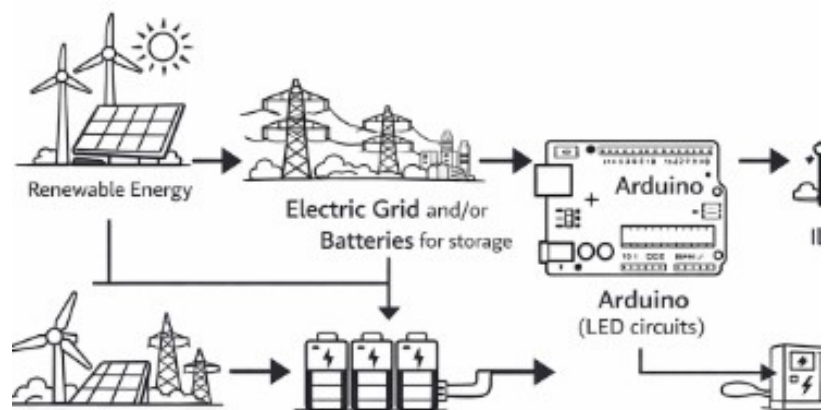 Renewable Energy
Electric Grid and/or
Batteries for storage
Arduino
Arduino
(LED circuits)